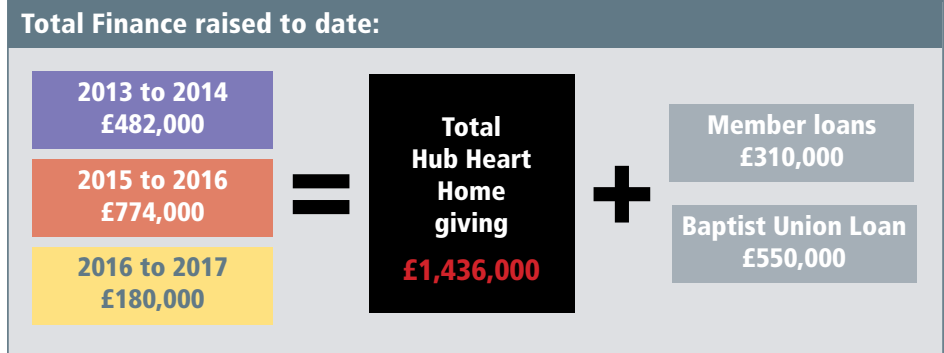 Total Finance raised to date:
2013 to 2014
£482,000
2015 to 2016
£774,000
2016 to 2017
£180,000
=
Total
Hub Heart
Home
giving
£1,436,000
+
Member loans
£310,000
Baptist Union Loan
£550,000